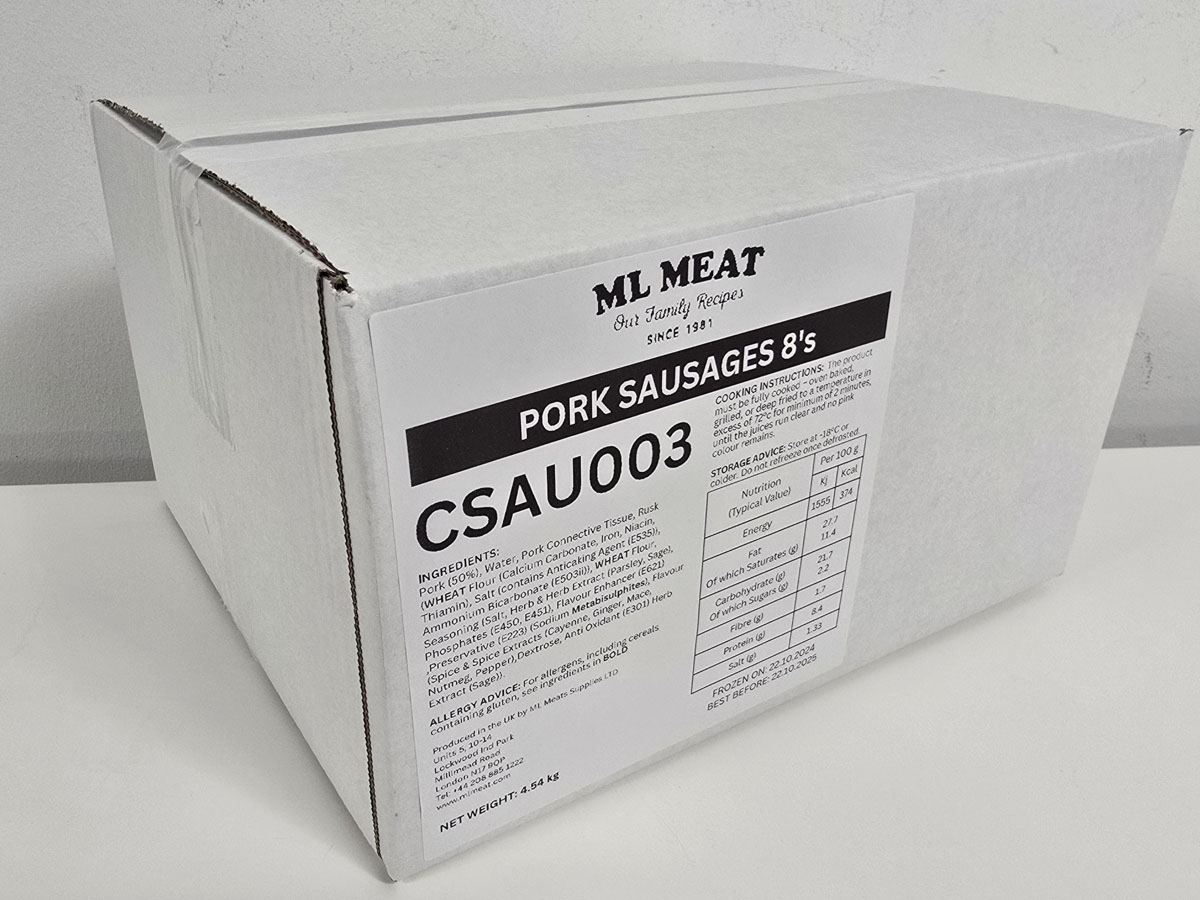 ML MEAT
Our Family Recipes
SINCE 1981
PORK SAUSAGES 8's
CSAU003
INGREDIENTS:
Pork (50%), Water, Pork Connective Tissue, Rusk
(WHEAT Flour (Calcium Carbonate, Iron, Niacin,
Thiamin), Salt (contains Anticaking Agent (E535)),
Ammonium Bicarbonate (E503ii)), WHEAT Flour,
Seasoning (Salt, Herb & Herb Extract (Parsley, Sage),
Phosphates (E450, E451), Flavour Enhancer (E621)
Preservative (E223) (Sodium Metabisulphites), Flavour
(Spice & Spice Extracts (Cayenne, Ginger, Mace,
Nutmeg, Pepper),Dextrose, Anti Oxidant (E301) Herb
Extract (Sage)).
ALLERGY ADVICE: For allergens, including cereals
containing gluten, see ingredients in BOLD
Produced in the UK by ML Meats Supplies LTD
Units 5, 10-14
Lockwood Ind Park
Millmead Road
London N17 9QP
Tel: +44 208 885 1222
www.mlmeat.com
NET WEIGHT: 4.54 kg
COOKING INSTRUCTIONS: The product
must be fully cooked – oven baked,
grilled, or deep fried to a temperature in
excess of 72ºC for minimum of 2 minutes,
until the juices run clear and no pink
colour remains.
STORAGE ADVICE: Store at -18ºC or
colder. Do not refreeze once defrosted.
Nutrition
(Typical Value)
Per 100 g
Kj Kcal
Energy 1555 374
Fat 27.7
Of which Saturates (g) 11.4
Carbohydrate (g) 21.7
Of which Sugars (g) 2.2
Fibre (g) 1.7
Protein (g) 8.4
Salt (g) 1.33
FROZEN ON: 22.10.2024
BEST BEFORE: 22.10.2025